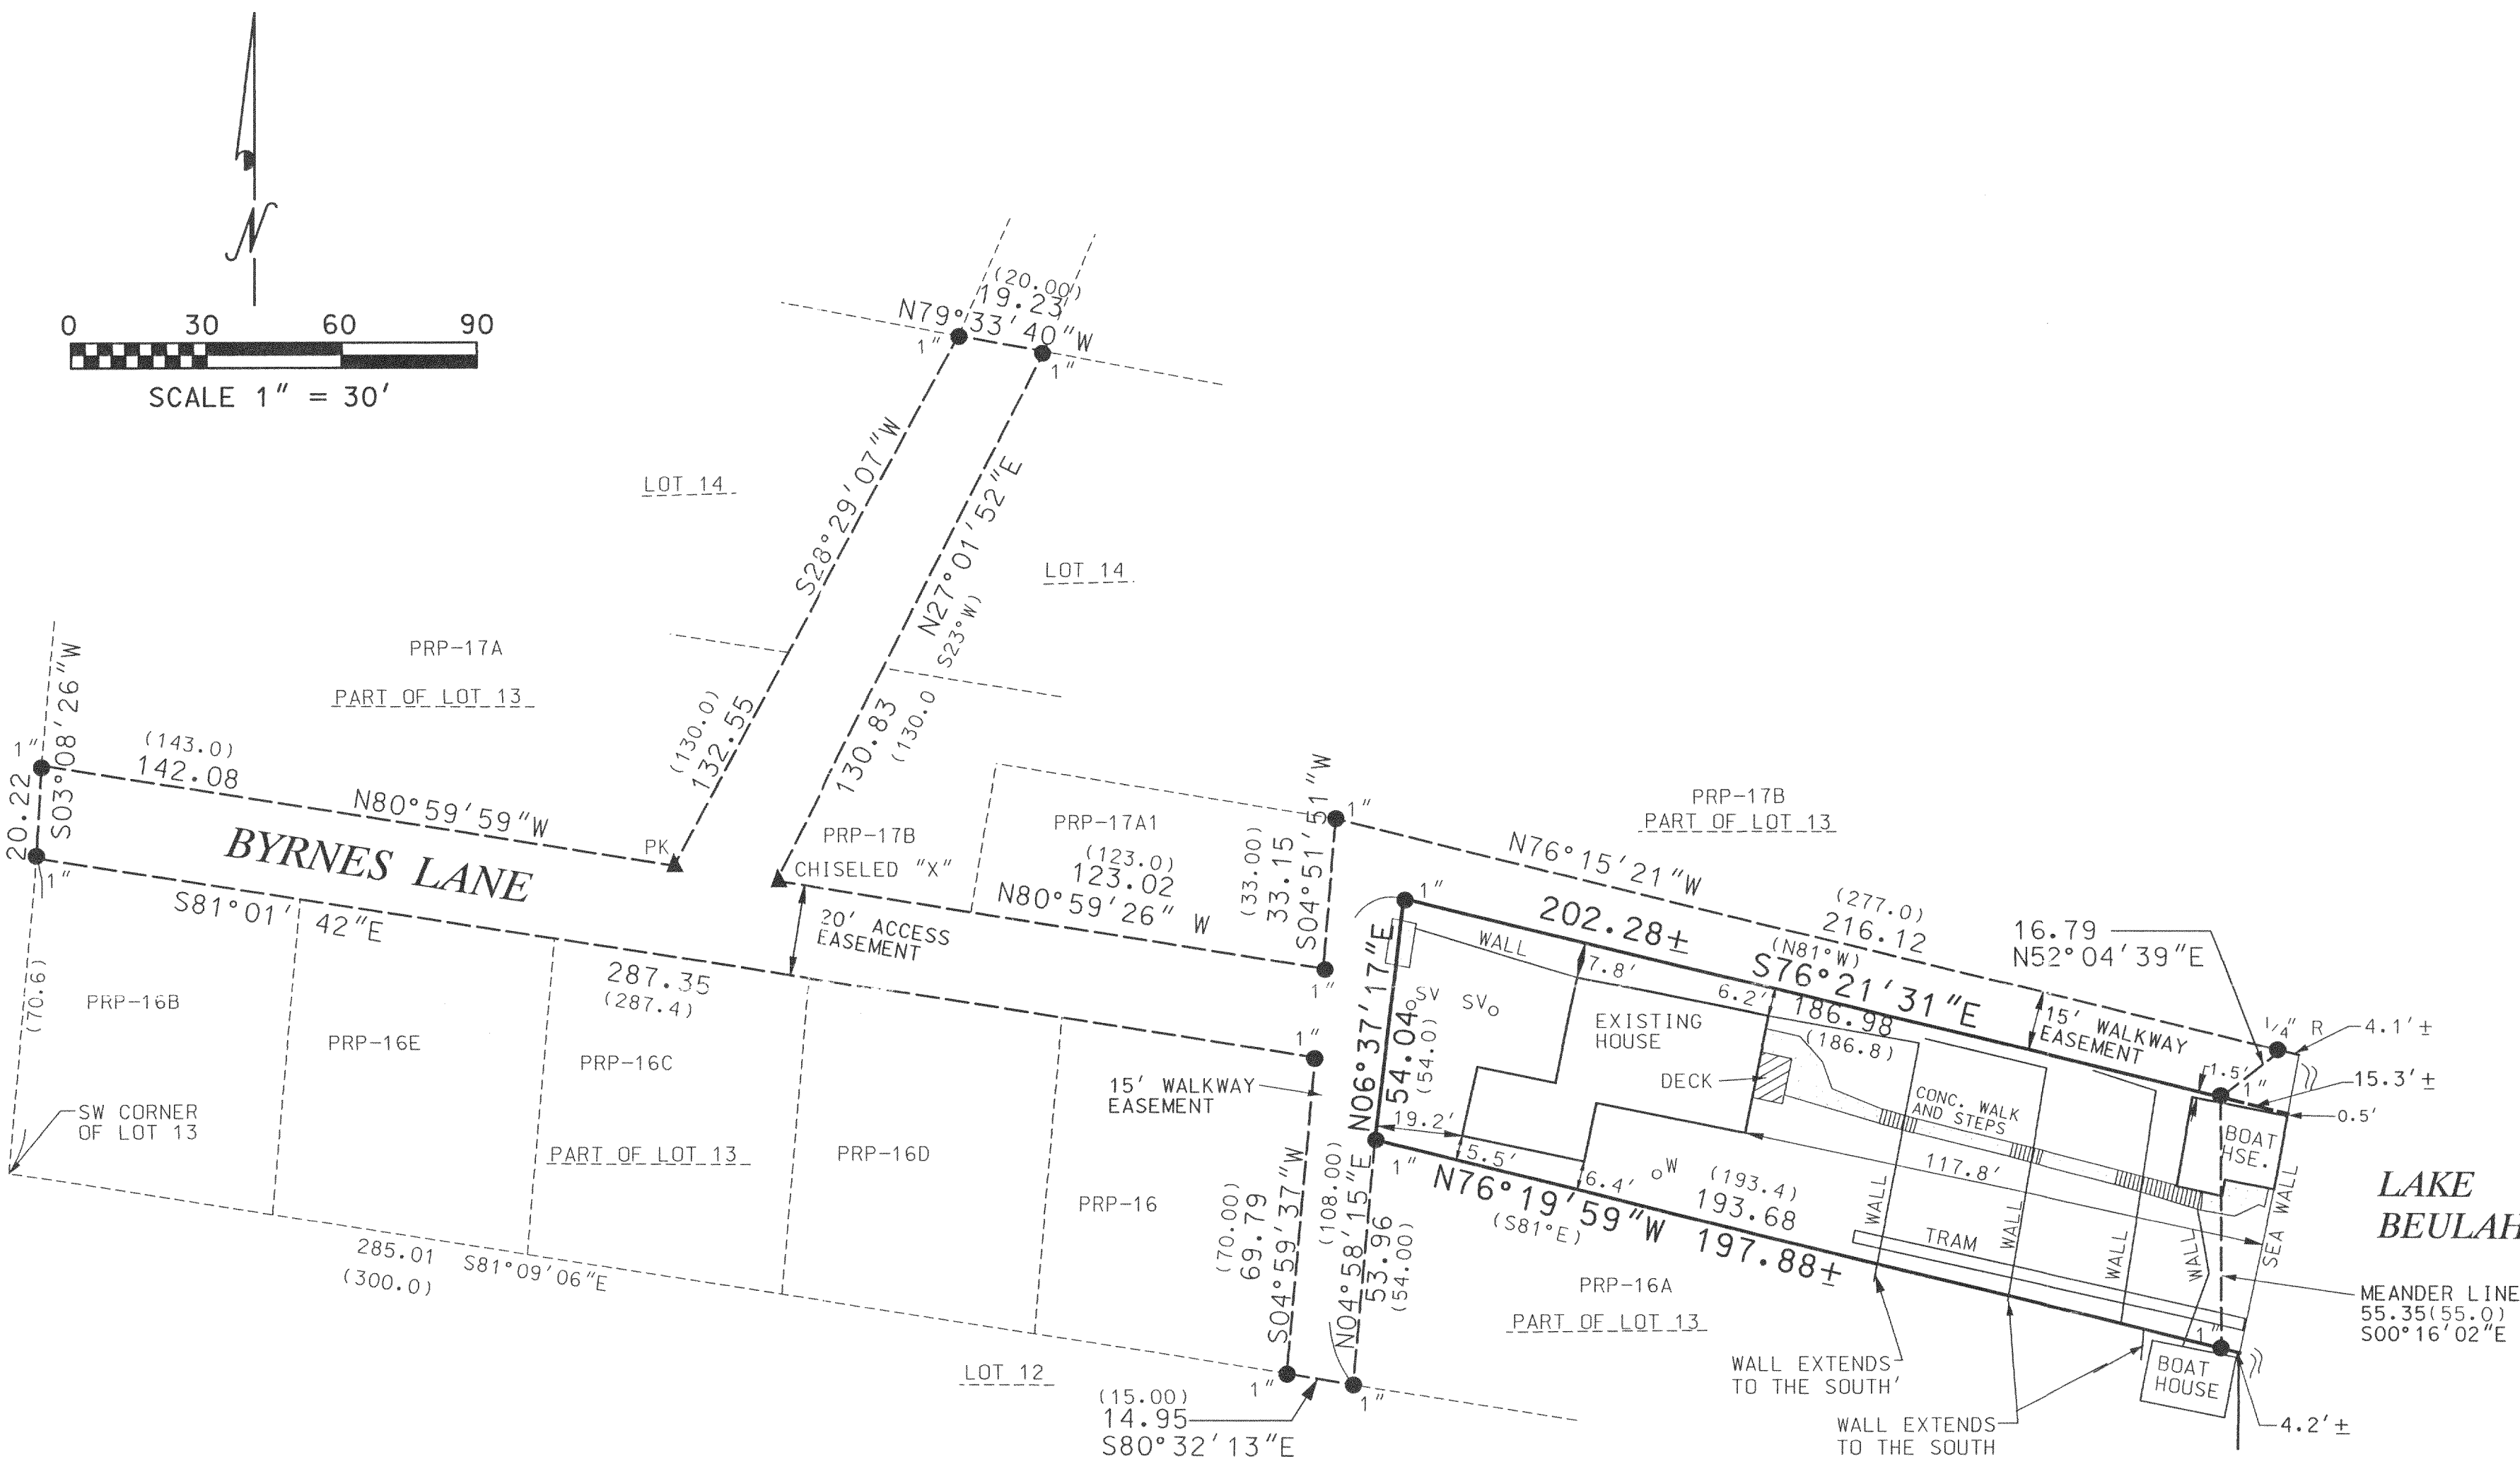 N
0 30 60 90
SCALE 1" = 30'
(20.00)
19.23
N79°33'40"W
1"
1"
S28°29'07"W
(130.0)
132.55
N27°01'52"E
S23°W)
130.83
(130.0
LOT 14
LOT 14
PRP-17A
PART OF LOT 13
1"
20.22
S03°08'26"W
(143.0)
142.08
N80°59'59"W
PK
BYRNES LANE
1"
S81°01'42"E
287.35
(287.4)
PRP-17B
CHISELED "X"
20' ACCESS
EASEMENT
PRP-17A1
(123.0)
123.02
N80°59'26" W
(33.00)
33.15
S04°51'51"W
1"
1"
1"
(70.6)
PRP-16B
PRP-16E
PRP-16C
PRP-16D
PRP-16
PART OF LOT 13
SW CORNER
OF LOT 13
285.01
(300.0)
S81°09'06"E
LOT 12
15' WALKWAY
EASEMENT
(70.00)
69.79
S04°59'37"W
(108.00)
N04°58'15"E
53.96
(54.00)
1"
1"
(15.00)
14.95
S80°32'13"E
PRP-17B
PART OF LOT 13
N76°15'21"W
(277.0)
216.12
16.79
N52°04'39"E
1/4" R
4.1'±
15.3'±
0.5'
1.5'
1"
1"
202.28±
(N81°W)
S76°21'31"E
186.98
(186.8)
15' WALKWAY
EASEMENT
N06°37'17"E
54.04
(54.0)
WALL
7.8'
6.2'
SV
SV
EXISTING
HOUSE
DECK
CONC. WALK
AND STEPS
19.2'
5.5'
6.4'
W
1"
117.8'
BOAT
HSE.
WALL
WALL
WALL
WALL
SEA WALL
TRAM
N76°19'59"W 197.88±
(S81°E)
(193.4)
193.68
PRP-16A
PART OF LOT 13
WALL EXTENDS
TO THE SOUTH'
WALL EXTENDS
TO THE SOUTH
1"
BOAT
HOUSE
4.2'±
LAKE
BEULAH
MEANDER LINE
55.35(55.0)
S00°16'02"E